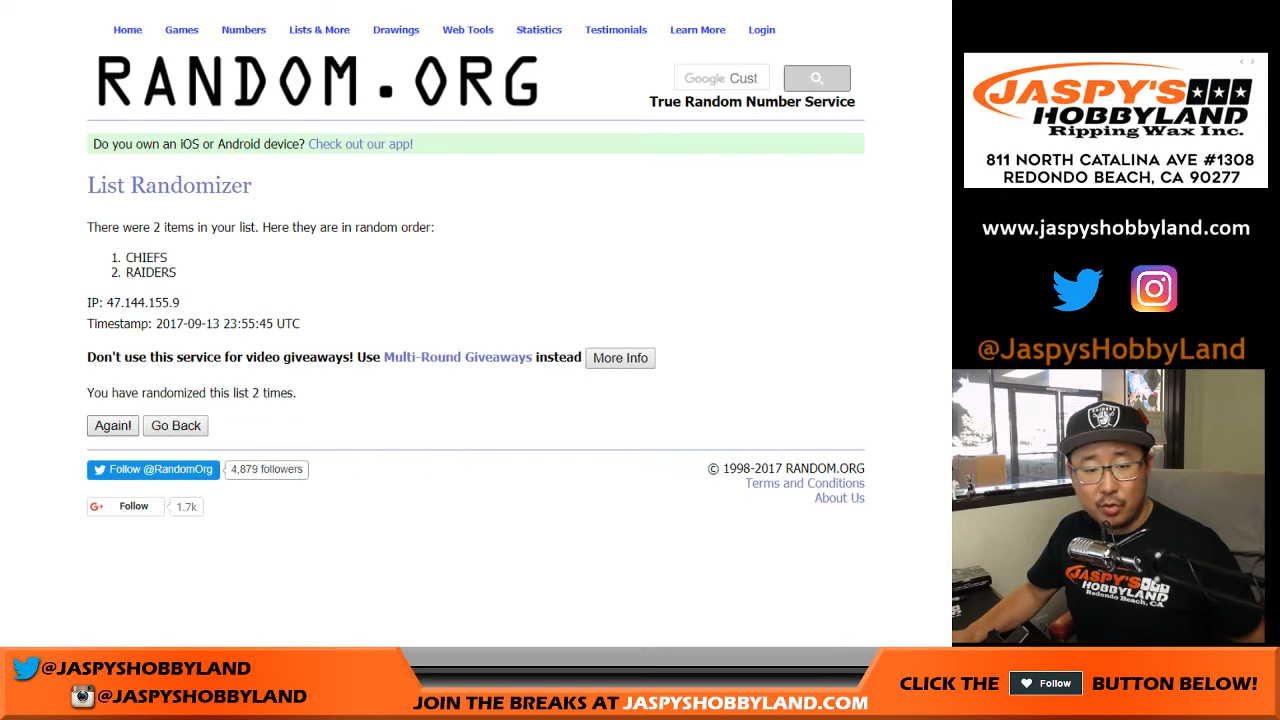 Home Games Numbers Lists & More Drawings Web Tools Statistics Testimonials Learn More Login
RANDOM.ORG
Google Cust
True Random Number Service
Do you own an iOS or Android device? Check out our app!
List Randomizer
There were 2 items in your list. Here they are in random order:
1. CHIEFS
2. RAIDERS
IP: 47.144.155.9
Timestamp: 2017-09-13 23:55:45 UTC
Don't use this service for video giveaways! Use Multi-Round Giveaways instead More Info
You have randomized this list 2 times.
Again! Go Back
Follow @RandomOrg 4,879 followers
Follow 1.7k
© 1998-2017 RANDOM.ORG
Terms and Conditions
About Us
JASPY'S
HOBBYLAND
Ripping Wax Inc.
811 NORTH CATALINA AVE #1308
REDONDO BEACH, CA 90277
www.jaspyshobbyland.com
@JaspysHobbyLand
RAIDERS
JASPY'S
HOBBYLAND
Redondo Beach, CA
@JASPYSHOBBYLAND
@JASPYSHOBBYLAND
JOIN THE BREAKS AT JASPYSHOBBYLAND.COM
CLICK THE Follow BUTTON BELOW!